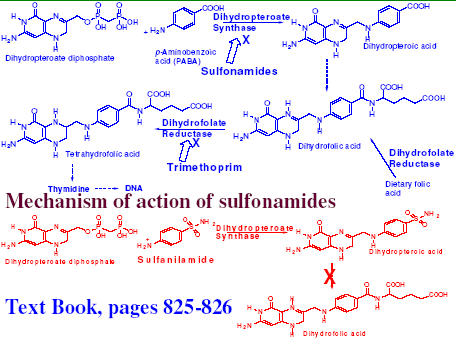 Dihydropteroate diphosphate
+
p-Aminobenzoic
acid (PABA)
Dihydropteroate
Synthase
X
Sulfonamides
Dihydropteroic acid
Tetrahydrofolic acid
Dihydrofolate
Reductase
X
Trimethoprim
Dihydrofolic acid
Dihydrofolate
Reductase
Dietary folic
acid
Thymidine
DNA
Mechanism of action of sulfonamides
Dihydropteroate diphosphate
+
Sulfanilamide
Dihydropteroate
Synthase
Dihydropteroic acid
X
Dihydrofolic acid
Text Book, pages 825-826